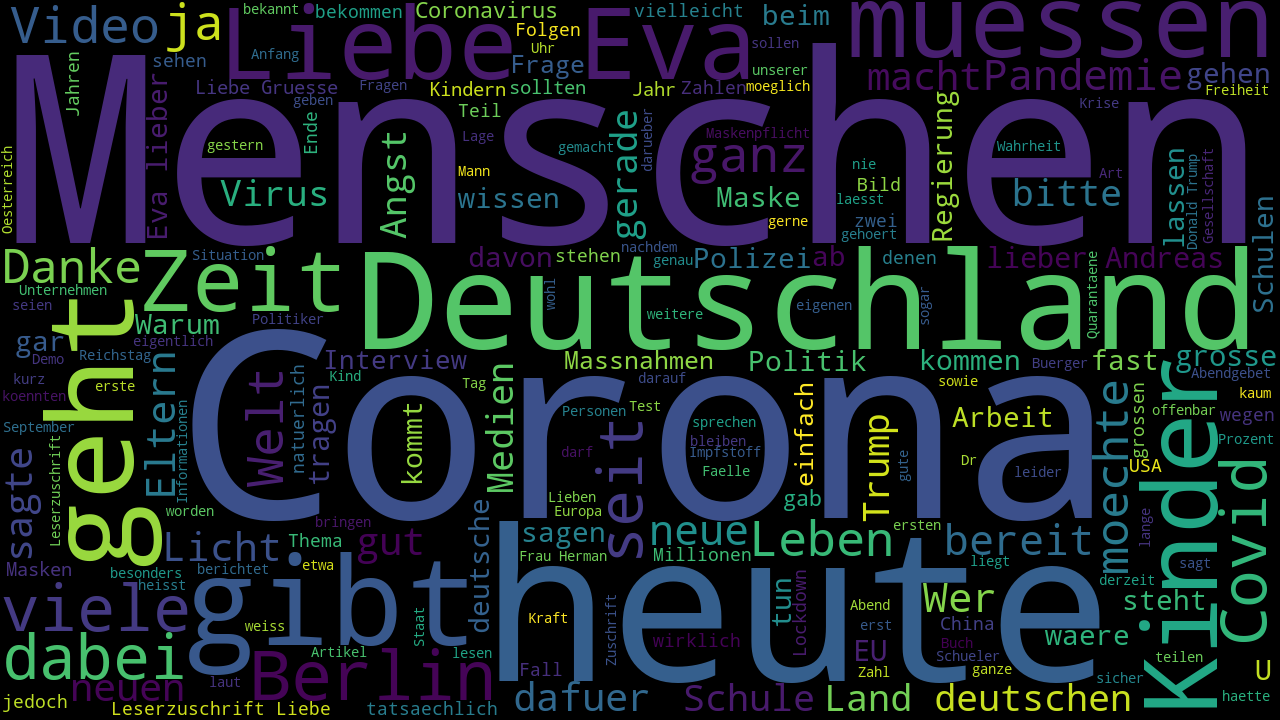 Video
ja
bekannt
bekommen
Coronavirus
vielleicht
beim
muessen
Liebe
Eva
Anfang
Folgen
Uhr
Frage
sollen
sehen
Jahren
Liebe Gruesse
Fragen
Kindern
sollten
Jahr
Zahlen
unserer
moeglich
macht
Pandemie
gehen
Freiheit
Menschen
geben
Ende
Teil
Krise
Eva lieber
gestern
Angst
Lage
gemacht
gerade
darueber
Maskenpflicht
ganz
Regierung
Wahrheit
Oesterreich
Virus
Mann
wissen
Maske
nie
Bild
laesst
bitte
Art
lassen
Donald Trump
Gesellschaft
Schulen
gerne
zwei
gehoert
Danke
Zeit
Situation
Deutschland
davon
stehen
nachdem
genau
Polizei
ab
denen
lieber Andreas
Unternehmen
seien
wohl
weitere
eigenen
sogar
Quarantaene
geht
Warum
Politiker
gar
Demo
Reichstag
eigentlich
Interview
Massnahmen
Politik
kommen
Buerger
fast
grosse
Abendgebet
kurz
koennten
erste
Eltern
Corona
Welt
natuerlich
tragen
Kind
kommt
Tag
Medien
darauf
Personen
Test
seit
sowie
einfach
Trump
Arbeit
moechte
grossen
Kinder
offenbar
kaum
wegen
September
sagte
Leserzuschrift
Informationen
sprechen
bleiben
Impfstoff
Faelle
darf
gute
Dr
leider
USA
Prozent
Covid
worden
Lieben
Europa
gab
Masken
Licht
bringen
Thema
gut
deutsche
sagen
neue
Leben
ersten
bereit
lange
besonders
heisst
berichtet
etwa
Frau Herman
Millionen
liegt
derzeit
sagt
viele
gibt
heute
weiss
Staat
Kraft
Zuschrift
wirklich
tun
Lockdown
Abend
erst
Wer
China
EU
Buch
Schueler
steht
waere
dabei
Berlin
Artikel
lesen
Fall
Zahl
ganze
teilen
sicher
U
jedoch
neuen
laut
Leserzuschrift Liebe
tatsaechlich
dafuer
Schule
Land
deutschen
haette